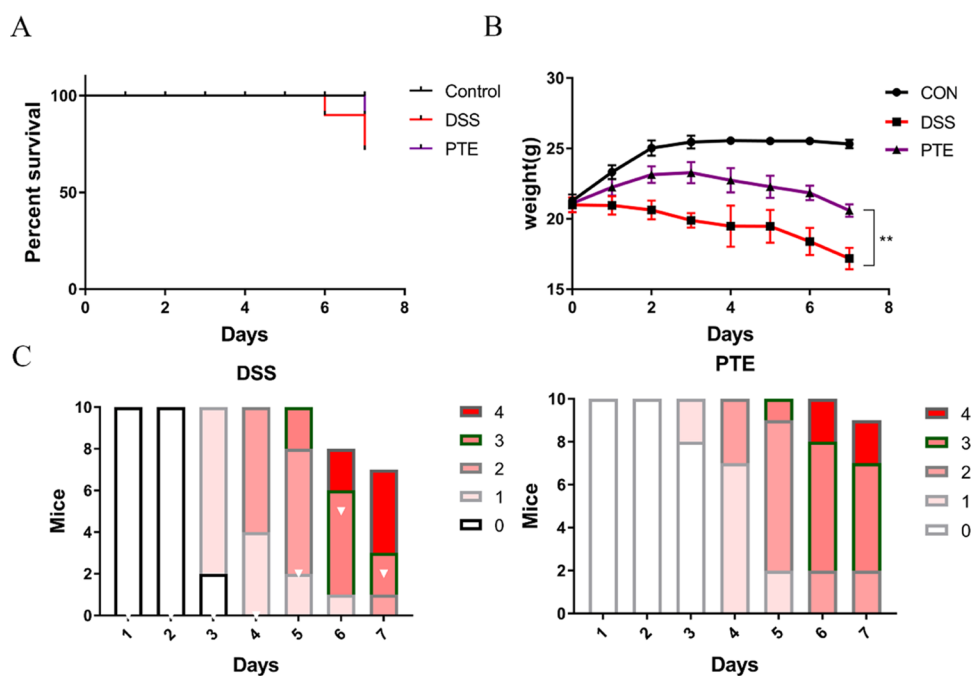 A
Percent survival
100
50
0
0 2 4 6 8
Days
Control
DSS
PTE
B
weight(g)
30
25
20
15
0 2 4 6 8
Days
CON
DSS
PTE
**
C
DSS
Mice
10
8
6
4
2
0
1 2 3 4 5 6 7
Days
4
3
2
1
0
PTE
Mice
10
8
6
4
2
0
1 2 3 4 5 6 7
Days
4
3
2
1
0